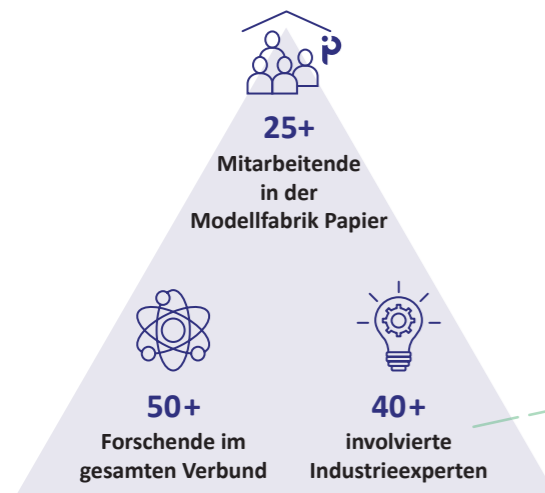 25+
Mitarbeitende
in der
Modellfabrik Papier
50+
Forschende im
gesamten Verbund
40+
involvierte
Industrieexperten